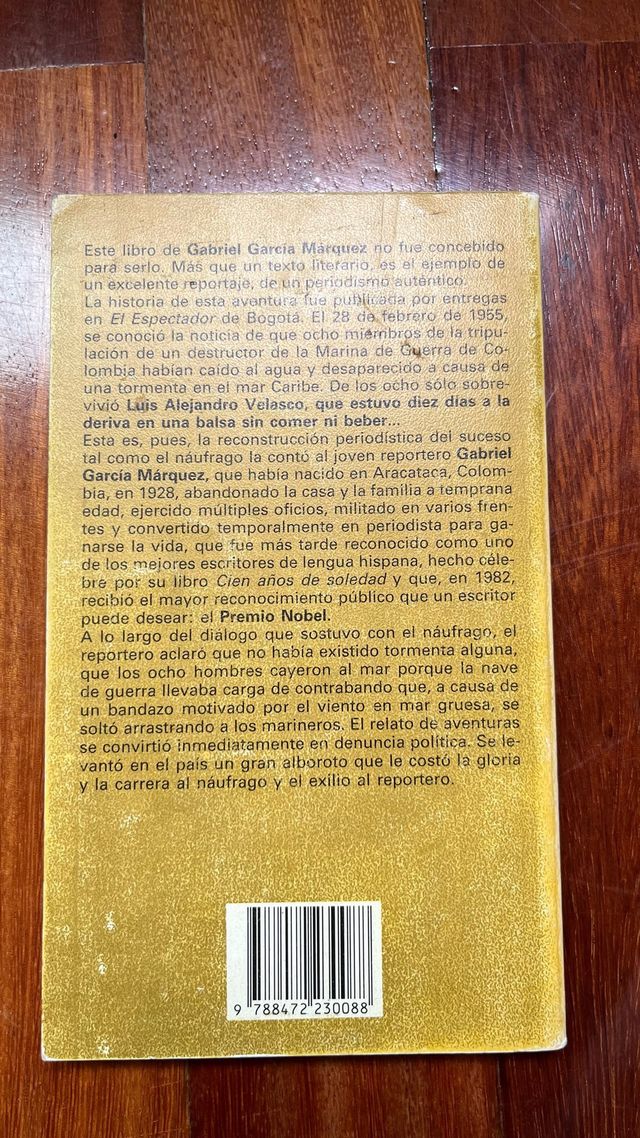 Este libro de Gabriel García Márquez no fue concebido
para serlo. Más que un texto literario, es el ejemplo de
un excelente reportaje, de un periodismo auténtico.
La historia de esta aventura fue publicada por entregas
en El Espectador de Bogotá. El 28 de febrero de 1955,
se conoció la noticia de que ocho miembros de la tripu-
lación de un destructor de la Marina de Guerra de Co-
lombia habían caído al agua y desaparecido a causa de
una tormenta en el mar Caribe. De los ocho sólo sobre-
vivió Luis Alejandro Velasco, que estuvo diez días a la
deriva en una balsa sin comer ni beber...
Esta es, pues, la reconstrucción periodística del suceso
tal como el náufrago la contó al joven reportero Gabriel
García Márquez, que había nacido en Aracataca, Colom-
bia, en 1928, abandonado la casa y la familia a temprana
edad, ejercido múltiples oficios, militado en varios fren-
tes y convertido temporalmente en periodista para ga-
narse la vida, que fue más tarde reconocido como uno
de los mejores escritores de lengua hispana, hecho céle-
bre por su libro Cien años de soledad y que, en 1982,
recibió el mayor reconocimiento público que un escritor
puede desear: el Premio Nobel.
A lo largo del diálogo que sostuvo con el náufrago, el
reportero aclaró que no había existido tormenta alguna,
que los ocho hombres cayeron al mar porque la nave
de guerra llevaba carga de contrabando que, a causa de
un bandazo motivado por el viento en mar gruesa, se
soltó arrastrando a los marineros. El relato de aventuras
se convirtió inmediatamente en denuncia política. Se le-
vantó en el país un gran alboroto que le costó la gloria
y la carrera al náufrago y el exilio al reportero.
9 788472 230088